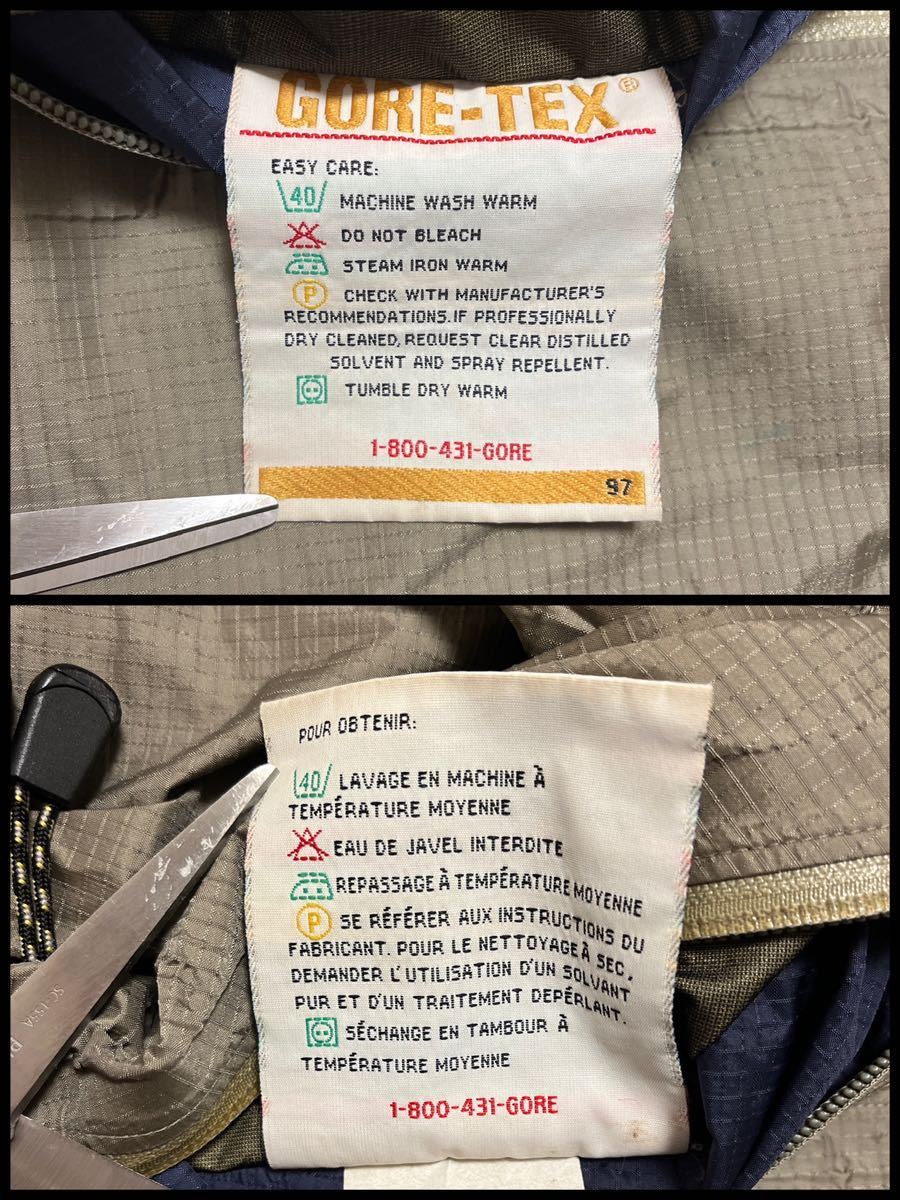 GORE-TEX®
EASY CARE:
40 MACHINE WASH WARM
DO NOT BLEACH
STEAM IRON WARM
P CHECK WITH MANUFACTURER'S
RECOMMENDATIONS. IF PROFESSIONALLY
DRY CLEANED, REQUEST CLEAR DISTILLED
SOLVENT AND SPRAY REPELLENT.
TUMBLE DRY WARM
1-800-431-GORE
97
POUR OBTENIR:
40 LAVAGE EN MACHINE À
TEMPÉRATURE MOYENNE
EAU DE JAVEL INTERDITE
REPASSAGE À TEMPÉRATURE MOYENNE
P SE RÉFÉRER AUX INSTRUCTIONS DU
FABRICANT. POUR LE NETTOYAGE À SEC,
DEMANDER L'UTILISATION D'UN SOLVANT
PUR ET D'UN TRAITEMENT DEPÉRLANT.
SÉCHANGE EN TAMBOUR À
TEMPÉRATURE MOYENNE
1-800-431-GORE